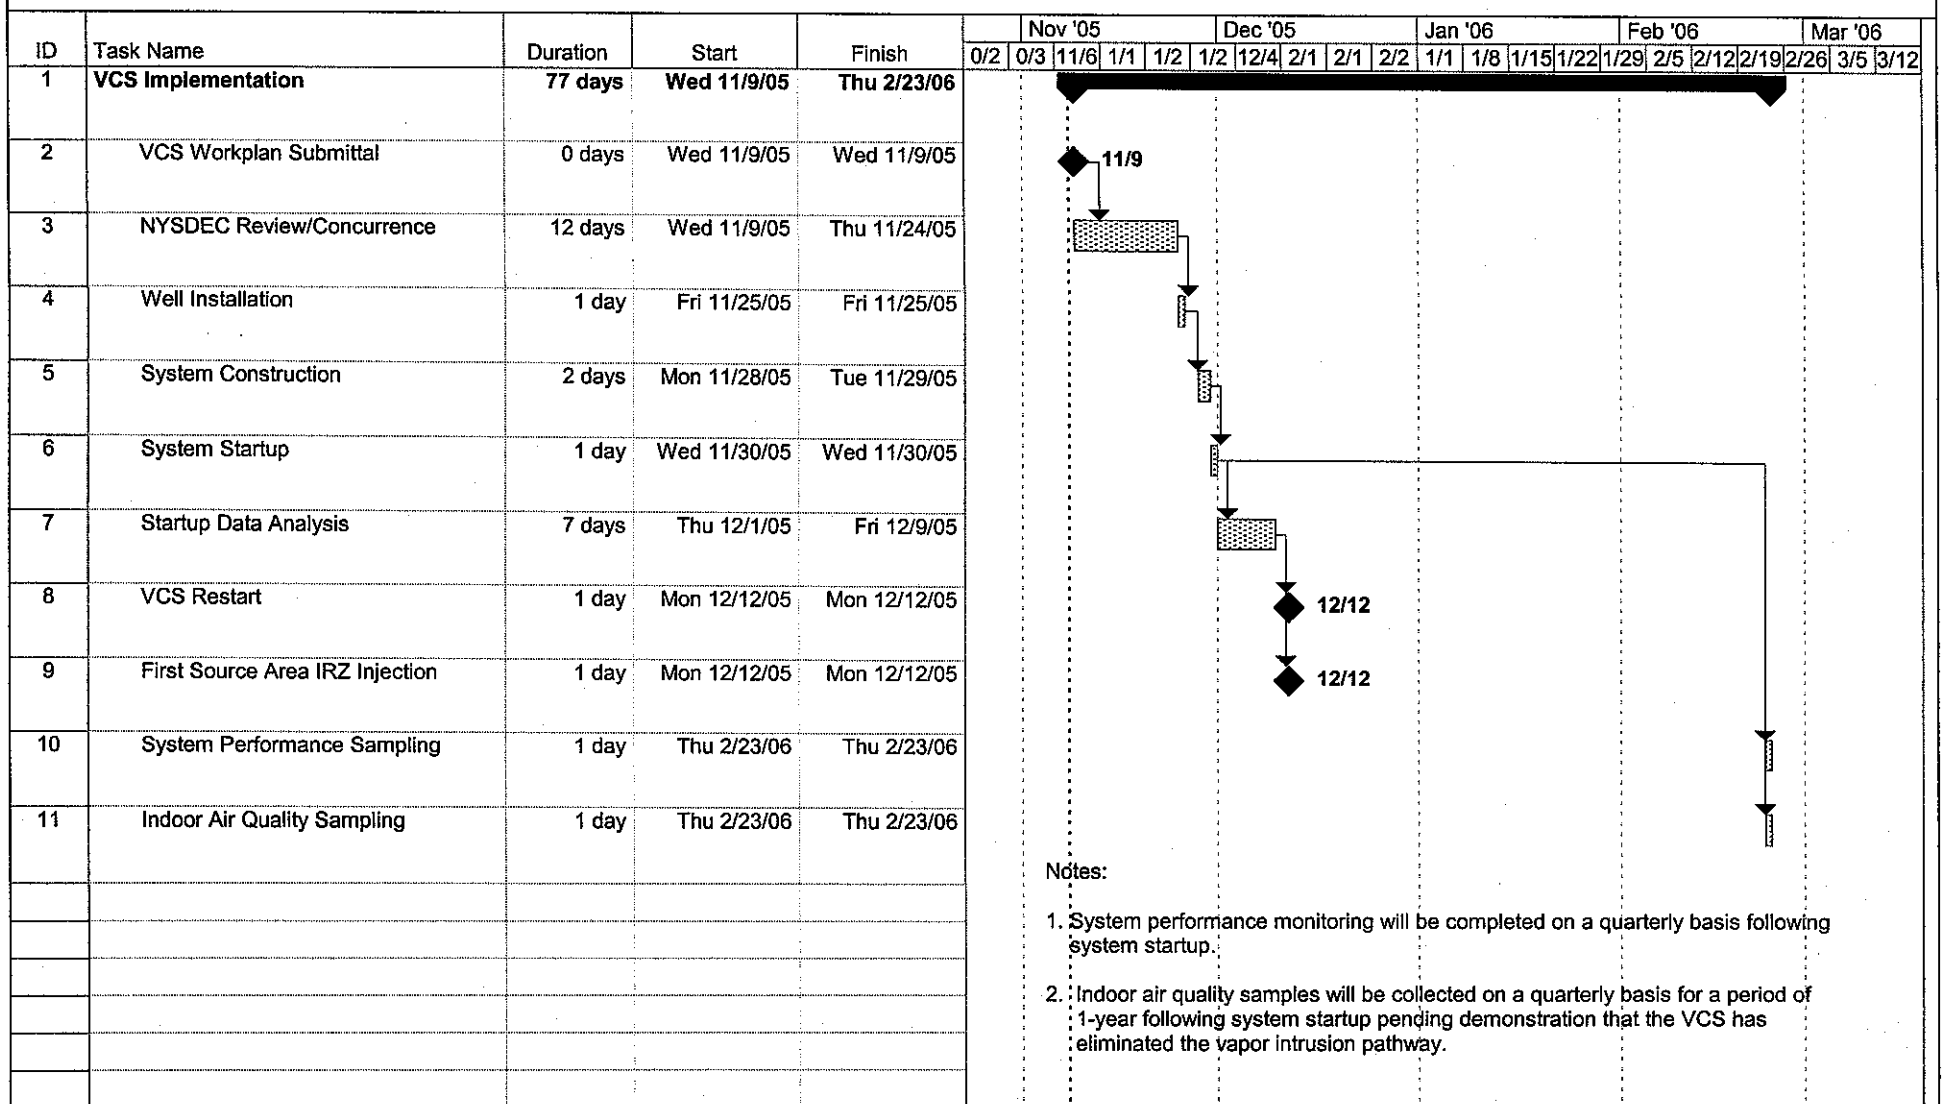 Nov '05 Dec '05 Jan '06 Feb '06 Mar '06
ID Task Name Duration Start Finish 0/2 0/3 11/6 1/1 1/2 1/2 12/4 2/1 2/1 2/2 1/1 1/8 1/15 1/22 1/29 2/5 2/12 2/19 2/26 3/5 3/12
1 VCS Implementation 77 days Wed 11/9/05 Thu 2/23/06
2 VCS Workplan Submittal 0 days Wed 11/9/05 Wed 11/9/05 11/9
3 NYSDEC Review/Concurrence 12 days Wed 11/9/05 Thu 11/24/05
4 Well Installation 1 day Fri 11/25/05 Fri 11/25/05
5 System Construction 2 days Mon 11/28/05 Tue 11/29/05
6 System Startup 1 day Wed 11/30/05 Wed 11/30/05
7 Startup Data Analysis 7 days Thu 12/1/05 Fri 12/9/05
8 VCS Restart 1 day Mon 12/12/05 Mon 12/12/05 12/12
9 First Source Area IRZ Injection 1 day Mon 12/12/05 Mon 12/12/05 12/12
10 System Performance Sampling 1 day Thu 2/23/06 Thu 2/23/06
11 Indoor Air Quality Sampling 1 day Thu 2/23/06 Thu 2/23/06
Notes:
1. System performance monitoring will be completed on a quarterly basis following
system startup.
2. Indoor air quality samples will be collected on a quarterly basis for a period of
1-year following system startup pending demonstration that the VCS has
eliminated the vapor intrusion pathway.